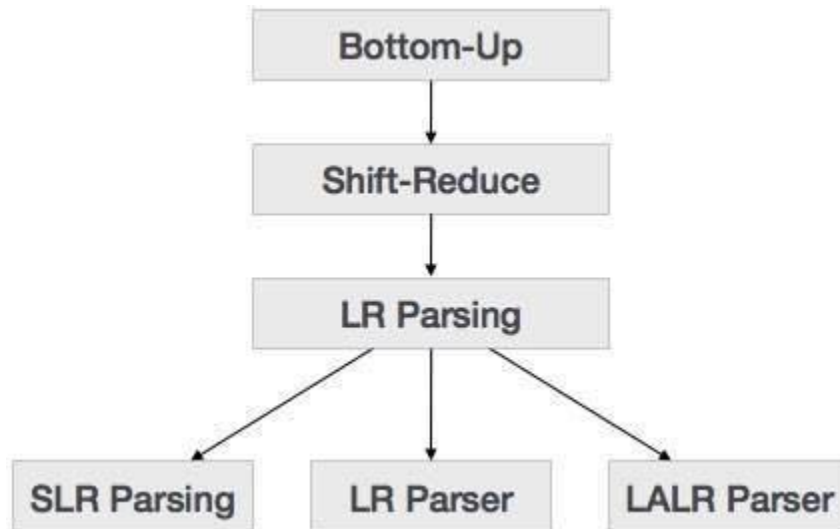 Bottom-Up
Shift-Reduce
LR Parsing
SLR Parsing
LR Parser
LALR Parser